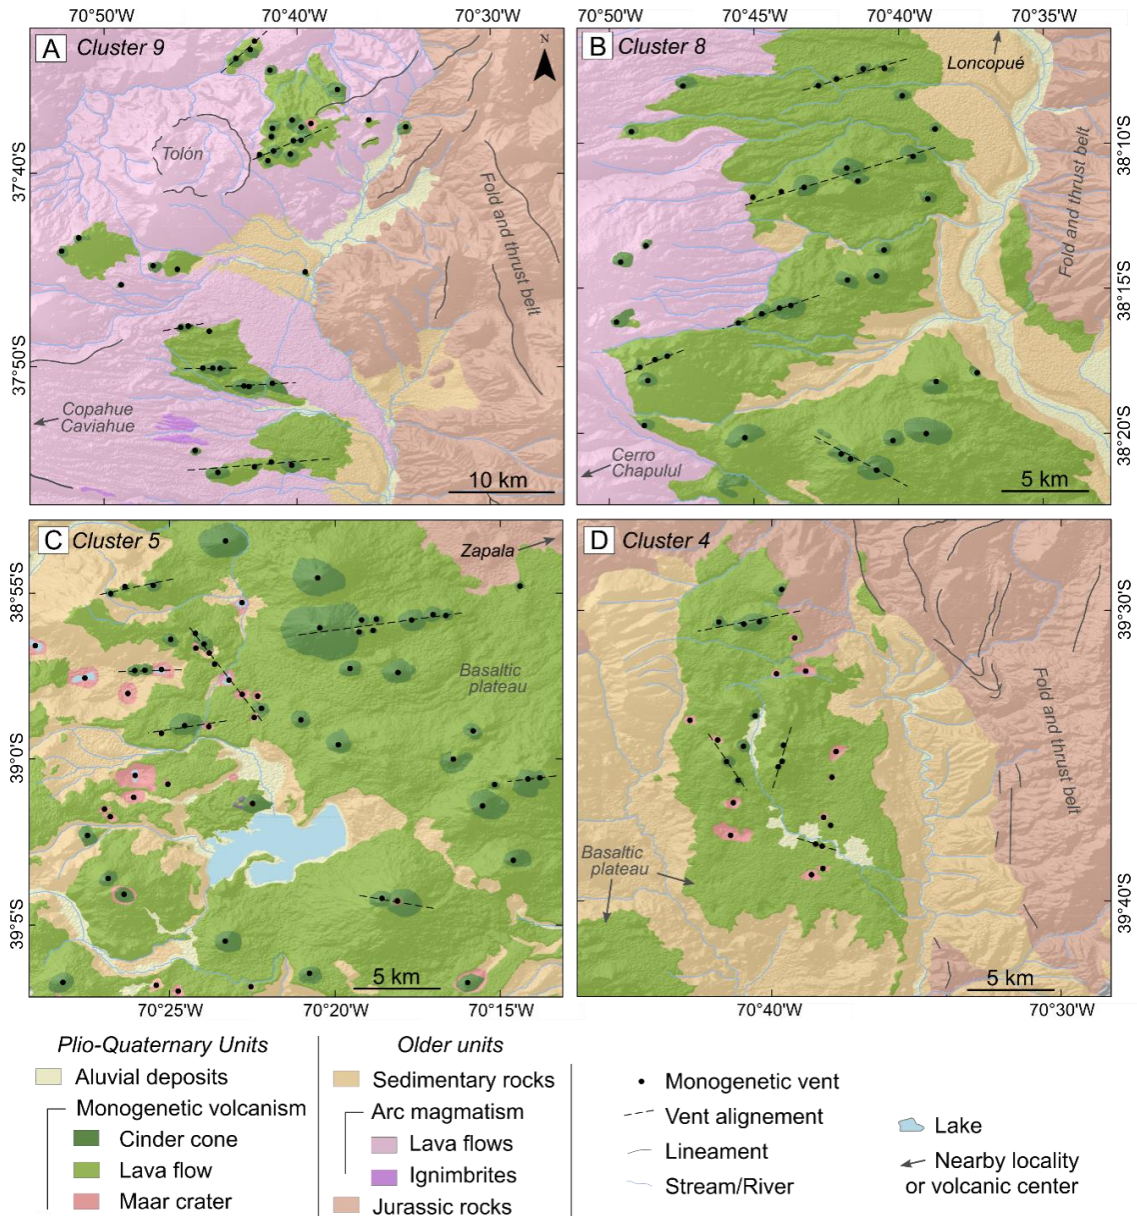 70°50'W 70°40'W 70°30'W 70°50'W 70°45'W 70°40'W 70°35'W
A Cluster 9
N
Tolón
Fold and thrust belt
37°40'S
37°50'S
Copahue
Caviahue
10 km
B Cluster 8
Loncopué
Fold and thrust belt
38°10'S
38°15'S
38°20'S
Cerro
Chapulul
5 km
C Cluster 5
Zapala
38°55'S
Basaltic
plateau
39°0'S
39°5'S
5 km
D Cluster 4
39°30'S
Fold and thrust belt
Basaltic
plateau
39°40'S
5 km
70°25'W 70°20'W 70°15'W 70°40'W 70°30'W
Plio-Quaternary Units
Aluvial deposits
Monogenetic volcanism
Cinder cone
Lava flow
Maar crater
Older units
Sedimentary rocks
Arc magmatism
Lava flows
Ignimbrites
Jurassic rocks
Monogenetic vent
Vent alignement
Lineament
Stream/River
Lake
Nearby locality
or volcanic center